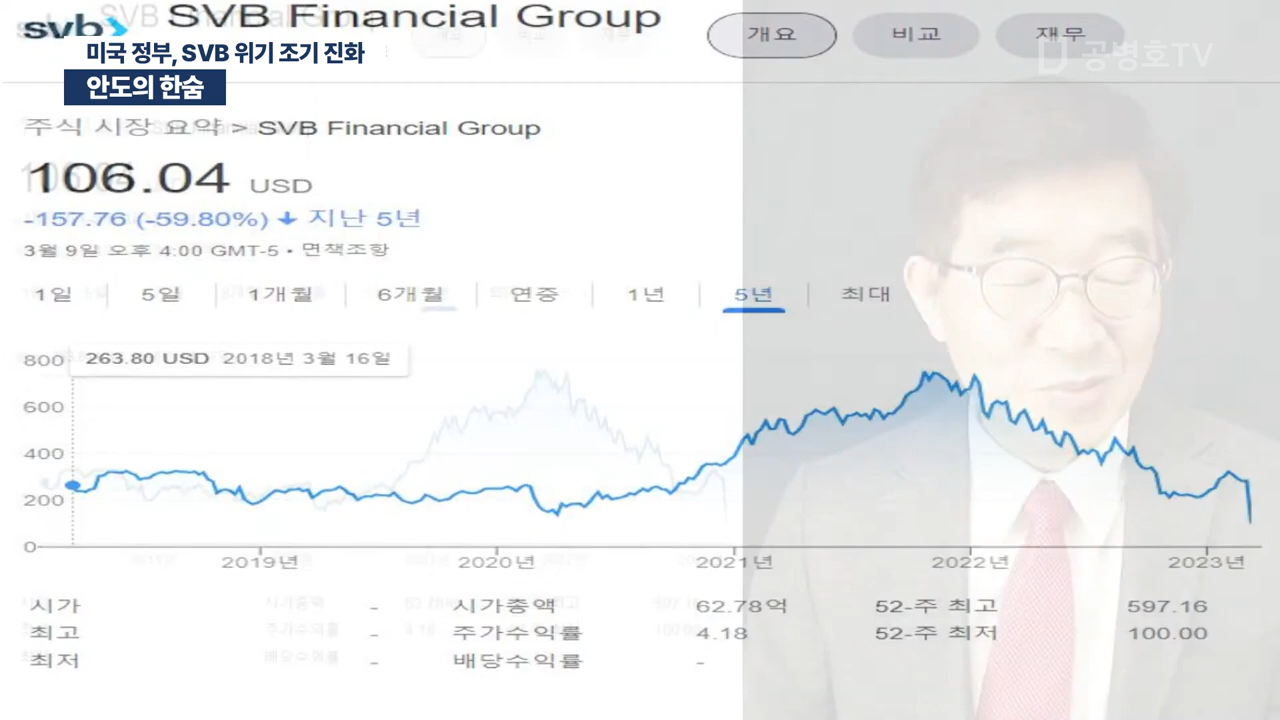 svb
SVB Financial Group
개요
비교
재무
공병호TV
미국 정부, SVB 위기 조기 진화
안도의 한숨
주식 시장 요약 > SVB Financial Group
106.04 USD
-157.76 (-59.80%) ↓ 지난 5년
3월 9일 오후 4:00 GMT-5 • 면책조항
1일 5일 1개월 6개월 연중 1년 5년 최대
263.80 USD 2018년 3월 16일
800
600
400
200
0
2019년 2020년 2021년 2022년 2023년
시가 - 시가총액 62.78억 52-주 최고 597.16
최고 - 주가수익률 4.18 52-주 최저 100.00
최저 - 배당수익률 -